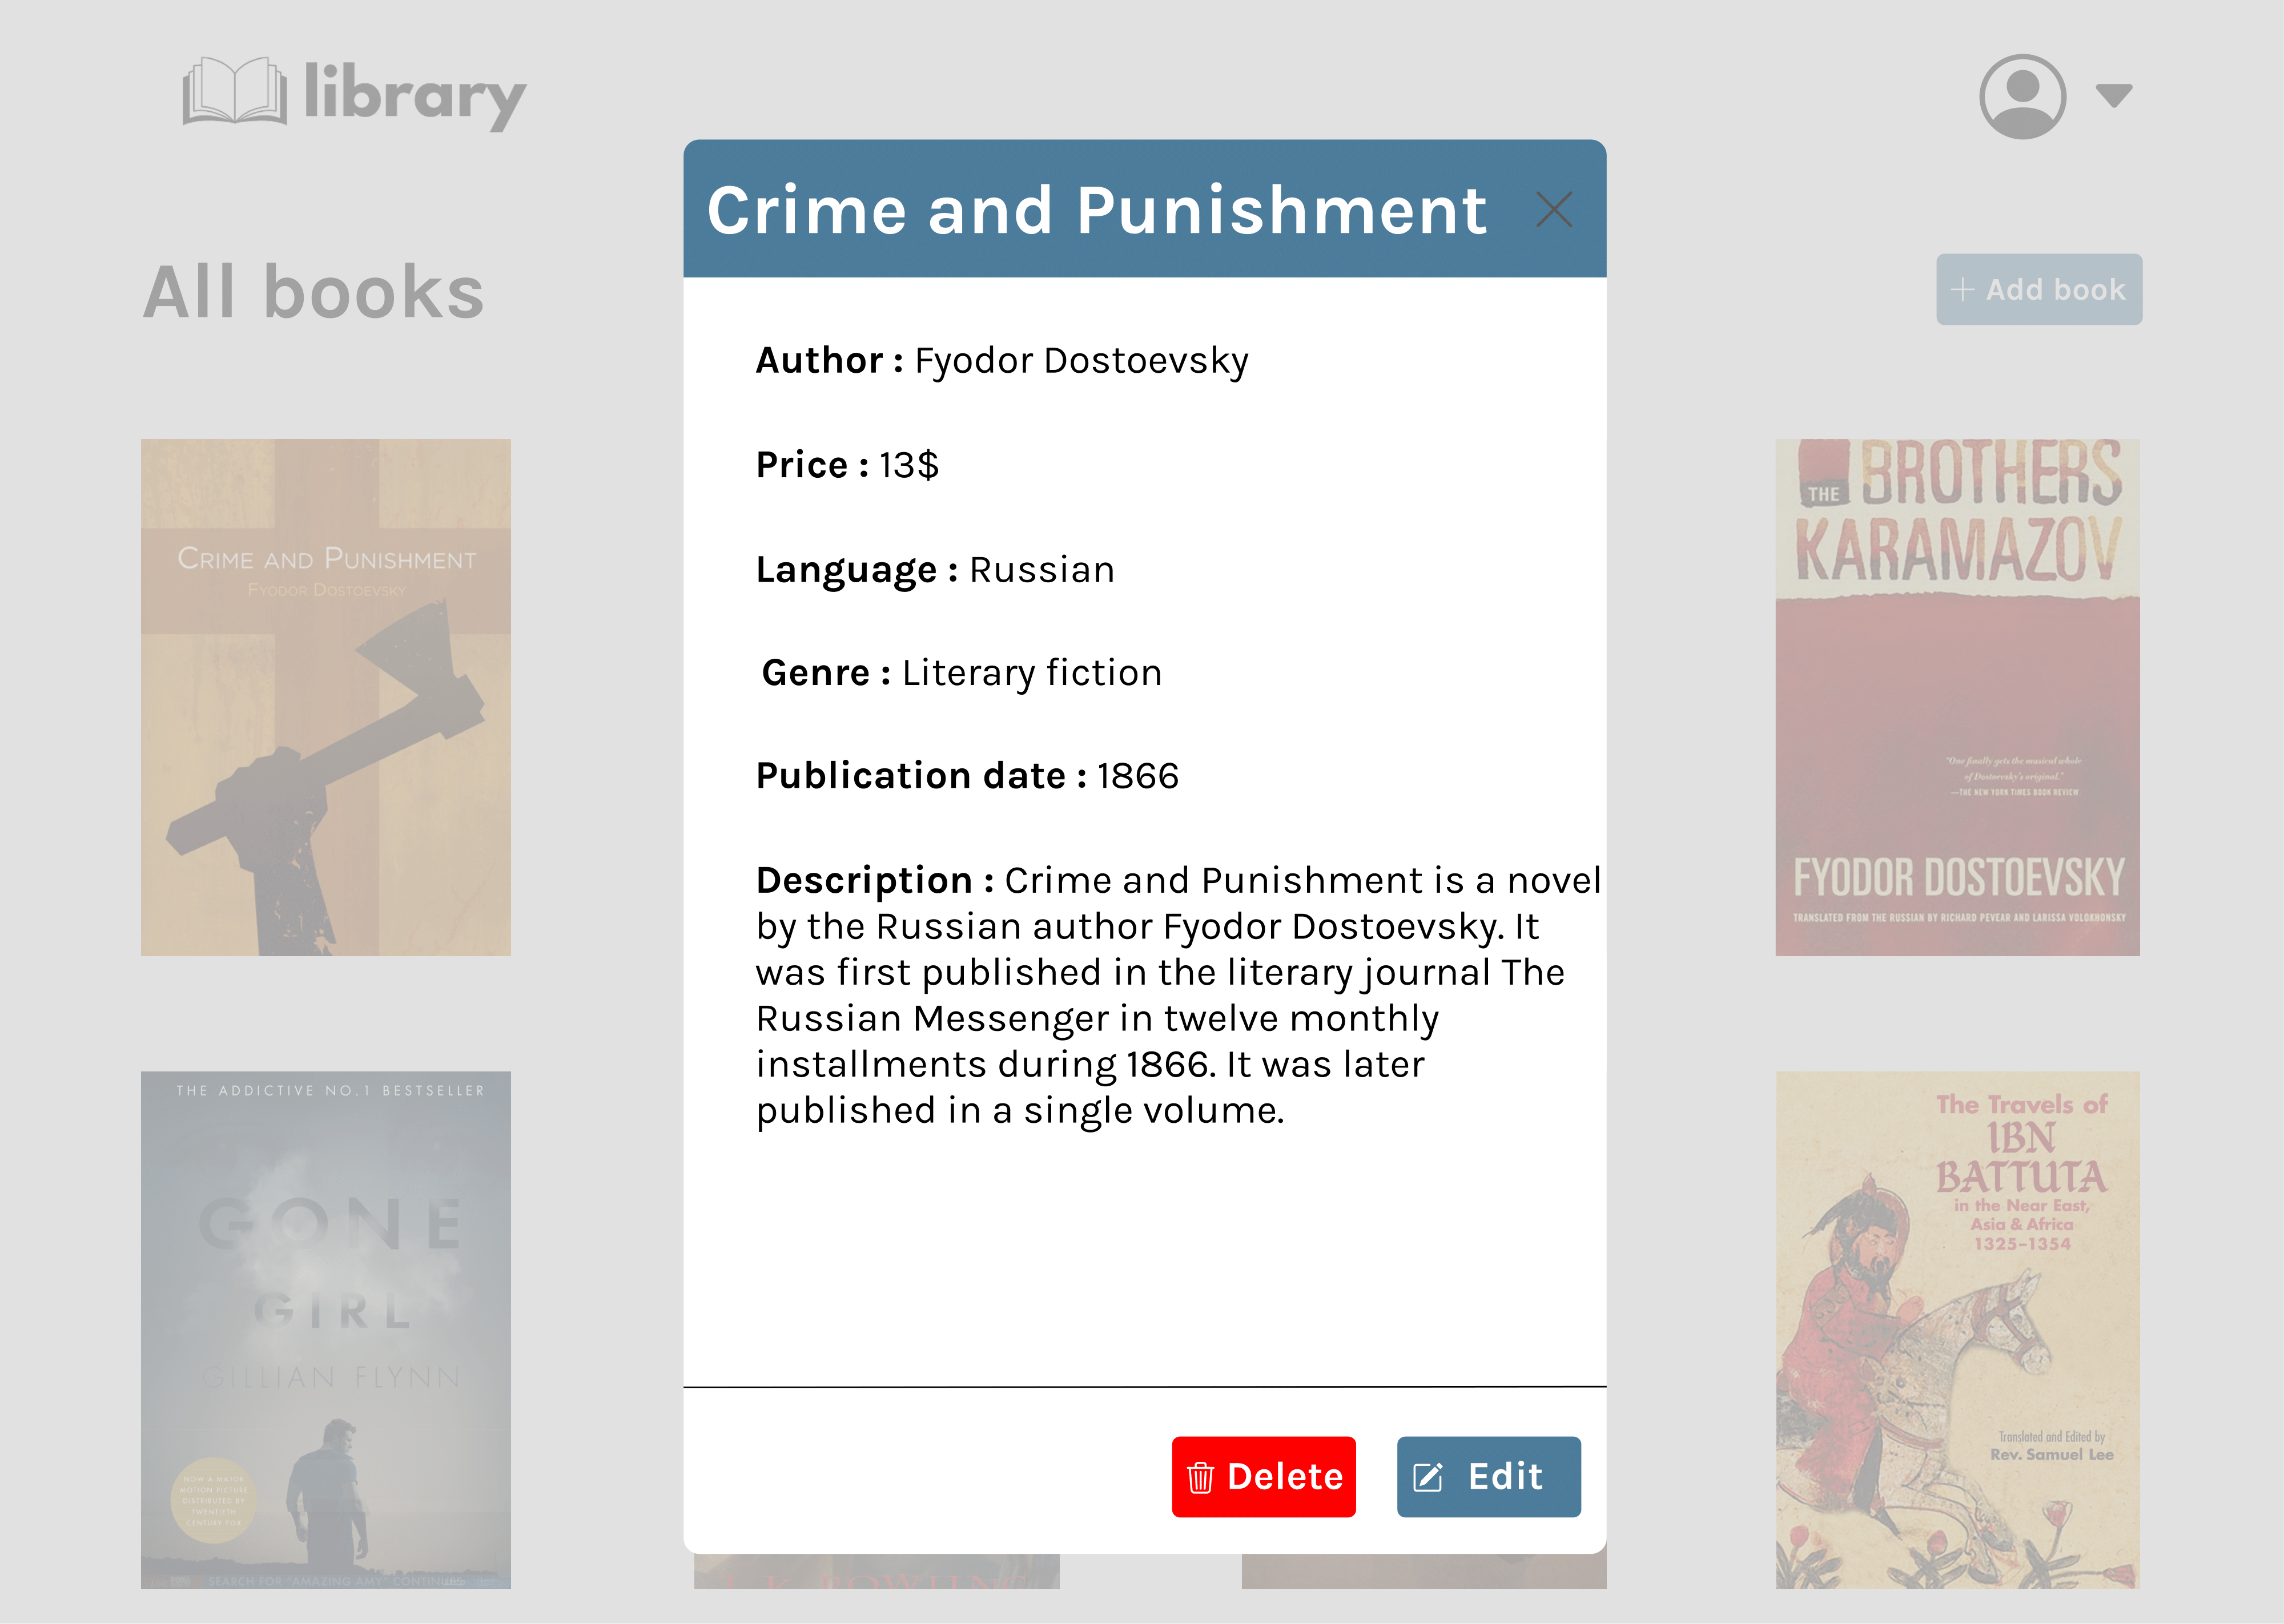 library
Crime and Punishment
All books
Add book
Author : Fyodor Dostoevsky
Price : 13$
Language : Russian
Genre : Literary fiction
Publication date : 1866
Description : Crime and Punishment is a novel
by the Russian author Fyodor Dostoevsky. It
was first published in the literary journal The
Russian Messenger in twelve monthly
installments during 1866. It was later
published in a single volume.
Delete
Edit
CRIME AND PUNISHMENT
FYODOR DOSTOEVSKY
THE BROTHERS
KARAMAZOV
"One finally gets the musical whole
of Dostoevsky's original."
—THE NEW YORK TIMES BOOK REVIEW
FYODOR DOSTOEVSKY
TRANSLATED FROM THE RUSSIAN BY RICHARD PEVEAR AND LARISSA VOLOKHONSKY
THE ADDICTIVE NO.1 BESTSELLER
GONE
GIRL
GILLIAN FLYNN
NOW A MAJOR
MOTION PICTURE
DISTRIBUTED BY
TWENTIETH
CENTURY FOX
SEARCH FOR "AMAZING AMY" CONTINUES
J. K. ROWLING
The Travels of
IBN
BATTUTA
in the Near East,
Asia & Africa
1325–1354
Translated and Edited by
Rev. Samuel Lee